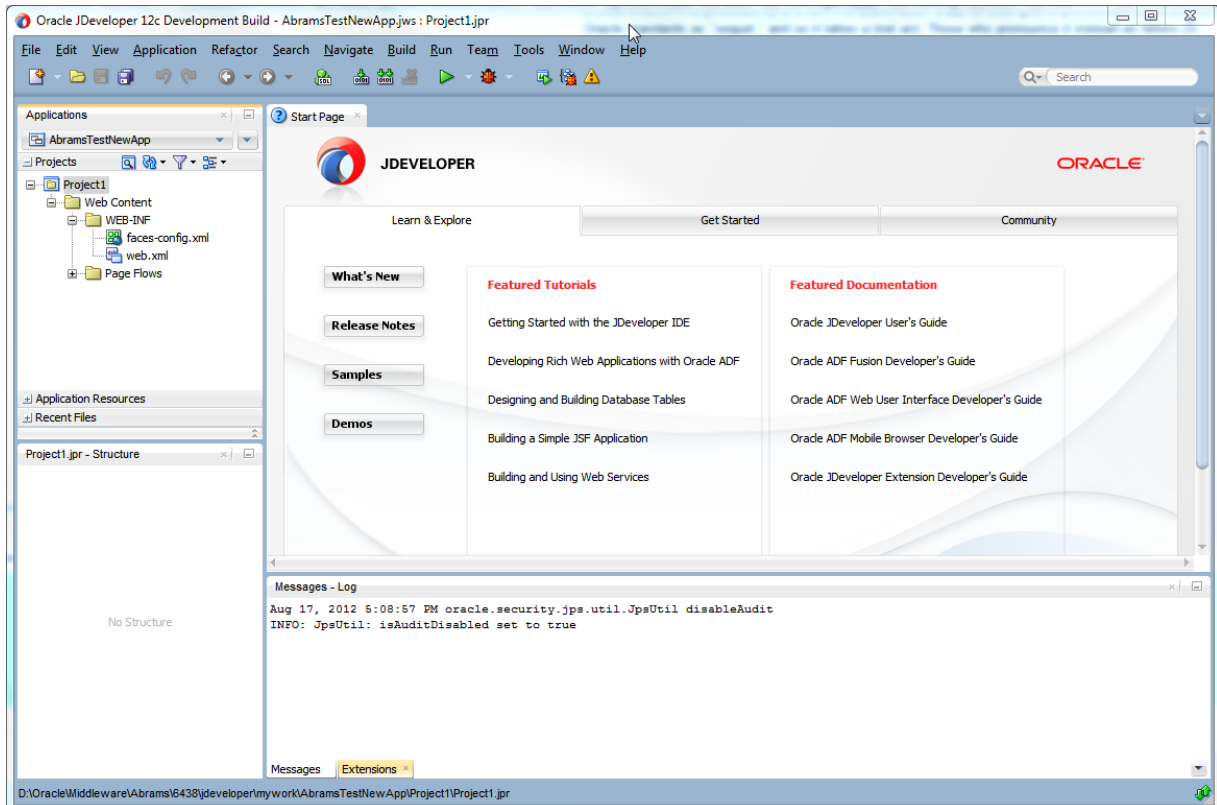 Oracle JDeveloper 12c Development Build - AbramsTestNewApp.jws : Project1.jpr
File Edit View Application Refactor Search Navigate Build Run Team Tools Window Help
Search
Applications
AbramsTestNewApp
Projects
Project1
Web Content
WEB-INF
faces-config.xml
web.xml
Page Flows
Application Resources
Recent Files
Project1.jpr - Structure
No Structure
Start Page
JDEVELOPER
ORACLE
Learn & Explore
Get Started
Community
What's New
Release Notes
Samples
Demos
Featured Tutorials
Getting Started with the JDeveloper IDE
Developing Rich Web Applications with Oracle ADF
Designing and Building Database Tables
Building a Simple JSF Application
Building and Using Web Services
Featured Documentation
Oracle JDeveloper User's Guide
Oracle ADF Fusion Developer's Guide
Oracle ADF Web User Interface Developer's Guide
Oracle ADF Mobile Browser Developer's Guide
Oracle JDeveloper Extension Developer's Guide
Messages - Log
Aug 17, 2012 5:08:57 PM oracle.security.jps.util.JpsUtil disableAudit
INFO: JpsUtil: isAuditDisabled set to true
Messages Extensions
D:\Oracle\Middleware\Abrams\6438\jdeveloper\mywork\AbramsTestNewApp\Project1\Project1.jpr